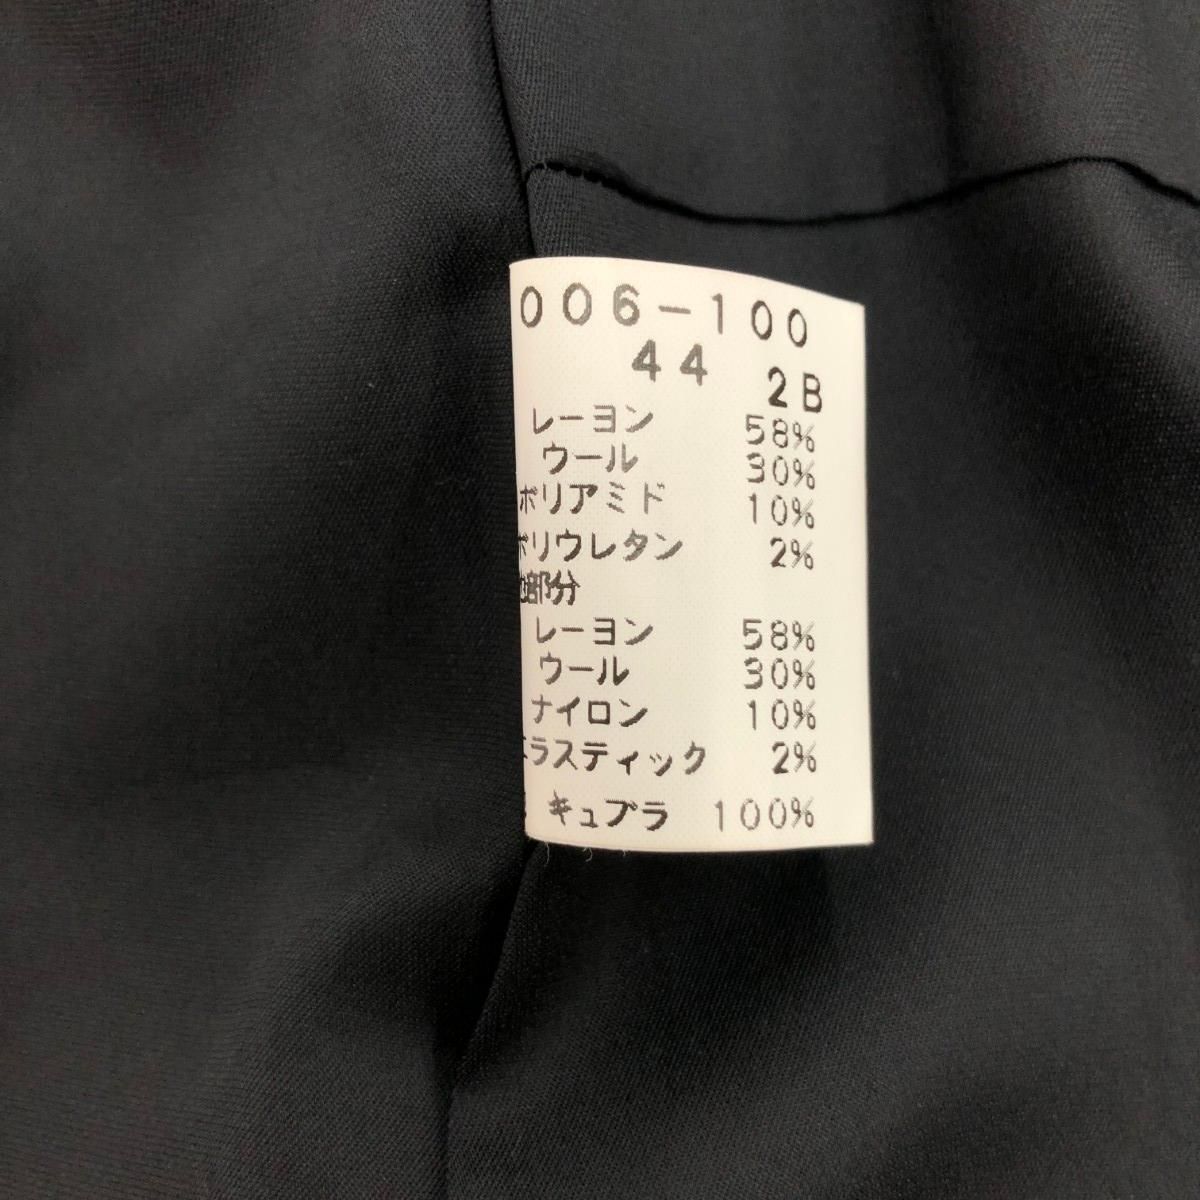 006-100
44 2B
レーヨン 58%
ウール 30%
ポリアミド 10%
ポリウレタン 2%
部分
レーヨン 58%
ウール 30%
ナイロン 10%
エラスティック 2%
キュプラ 100%